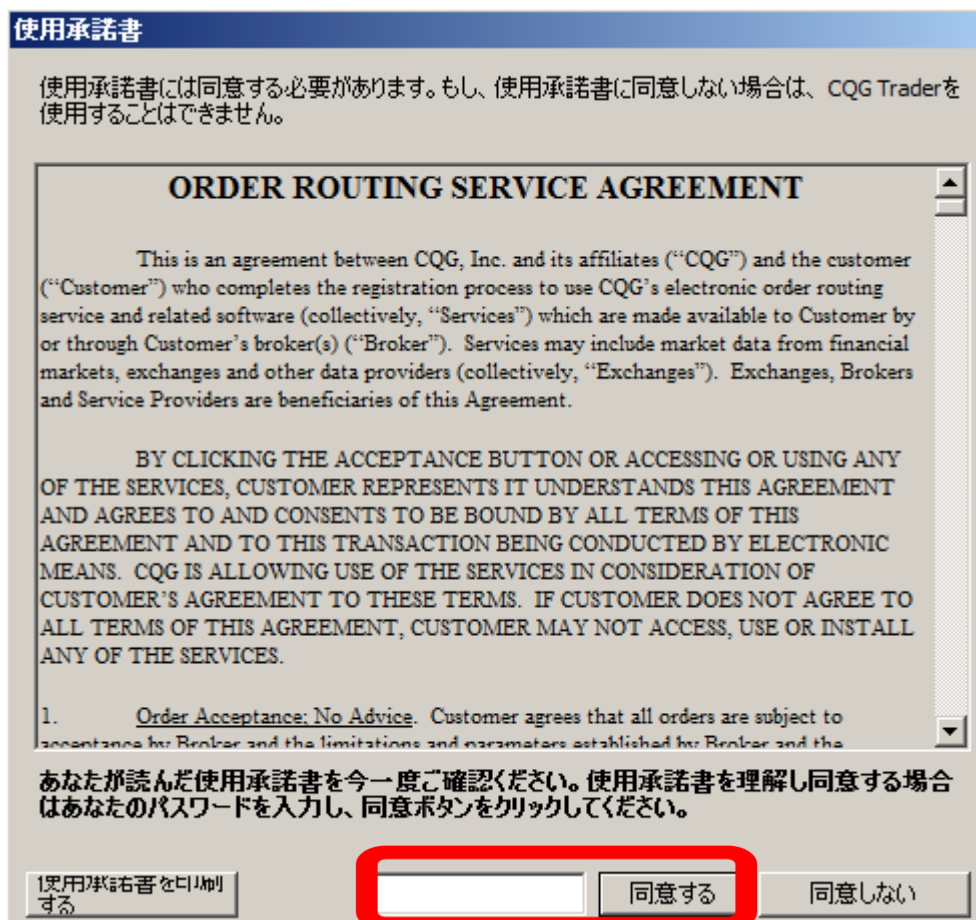 使用承諾書
使用承諾書には同意する必要があります。もし、使用承諾書に同意しない場合は、CQG Traderを
使用することはできません。
ORDER ROUTING SERVICE AGREEMENT
This is an agreement between CQG, Inc. and its affiliates (“CQG”) and the customer
(“Customer”) who completes the registration process to use CQG’s electronic order routing
service and related software (collectively, “Services”) which are made available to Customer by
or through Customer’s broker(s) (“Broker”). Services may include market data from financial
markets, exchanges and other data providers (collectively, “Exchanges”). Exchanges, Brokers
and Service Providers are beneficiaries of this Agreement.
BY CLICKING THE ACCEPTANCE BUTTON OR ACCESSING OR USING ANY
OF THE SERVICES, CUSTOMER REPRESENTS IT UNDERSTANDS THIS AGREEMENT
AND AGREES TO AND CONSENTS TO BE BOUND BY ALL TERMS OF THIS
AGREEMENT AND TO THIS TRANSACTION BEING CONDUCTED BY ELECTRONIC
MEANS. CQG IS ALLOWING USE OF THE SERVICES IN CONSIDERATION OF
CUSTOMER’S AGREEMENT TO THESE TERMS. IF CUSTOMER DOES NOT AGREE TO
ALL TERMS OF THIS AGREEMENT, CUSTOMER MAY NOT ACCESS, USE OR INSTALL
ANY OF THE SERVICES.
1. Order Acceptance; No Advice. Customer agrees that all orders are subject to
acceptance by Broker and the limitations and parameters established by Broker and the
あなたが読んだ使用承諾書を今一度ご確認ください。使用承諾書を理解し同意する場合
はあなたのパスワードを入力し、同意ボタンをクリックしてください。
使用承諾書を印刷
する
同意する
同意しない